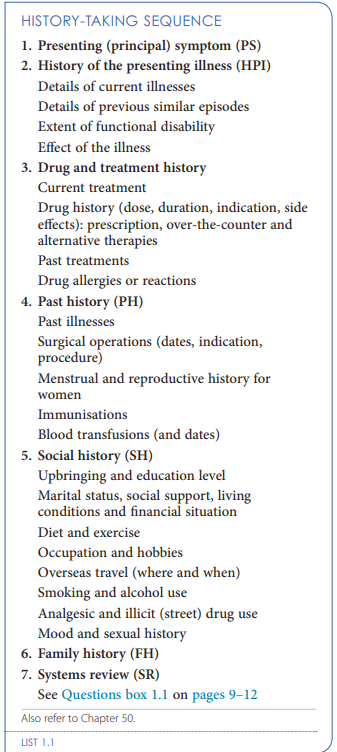 HISTORY-TAKING SEQUENCE
1. Presenting (principal) symptom (PS)
2. History of the presenting illness (HPI)
Details of current illnesses
Details of previous similar episodes
Extent of functional disability
Effect of the illness
3. Drug and treatment history
Current treatment
Drug history (dose, duration, indication, side
effects): prescription, over-the-counter and
alternative therapies
Past treatments
Drug allergies or reactions
4. Past history (PH)
Past illnesses
Surgical operations (dates, indication,
procedure)
Menstrual and reproductive history for
women
Immunisations
Blood transfusions (and dates)
5. Social history (SH)
Upbringing and education level
Marital status, social support, living
conditions and financial situation
Diet and exercise
Occupation and hobbies
Overseas travel (where and when)
Smoking and alcohol use
Analgesic and illicit (street) drug use
Mood and sexual history
6. Family history (FH)
7. Systems review (SR)
See Questions box 1.1 on pages 9–12
Also refer to Chapter 50.
LIST 1.1